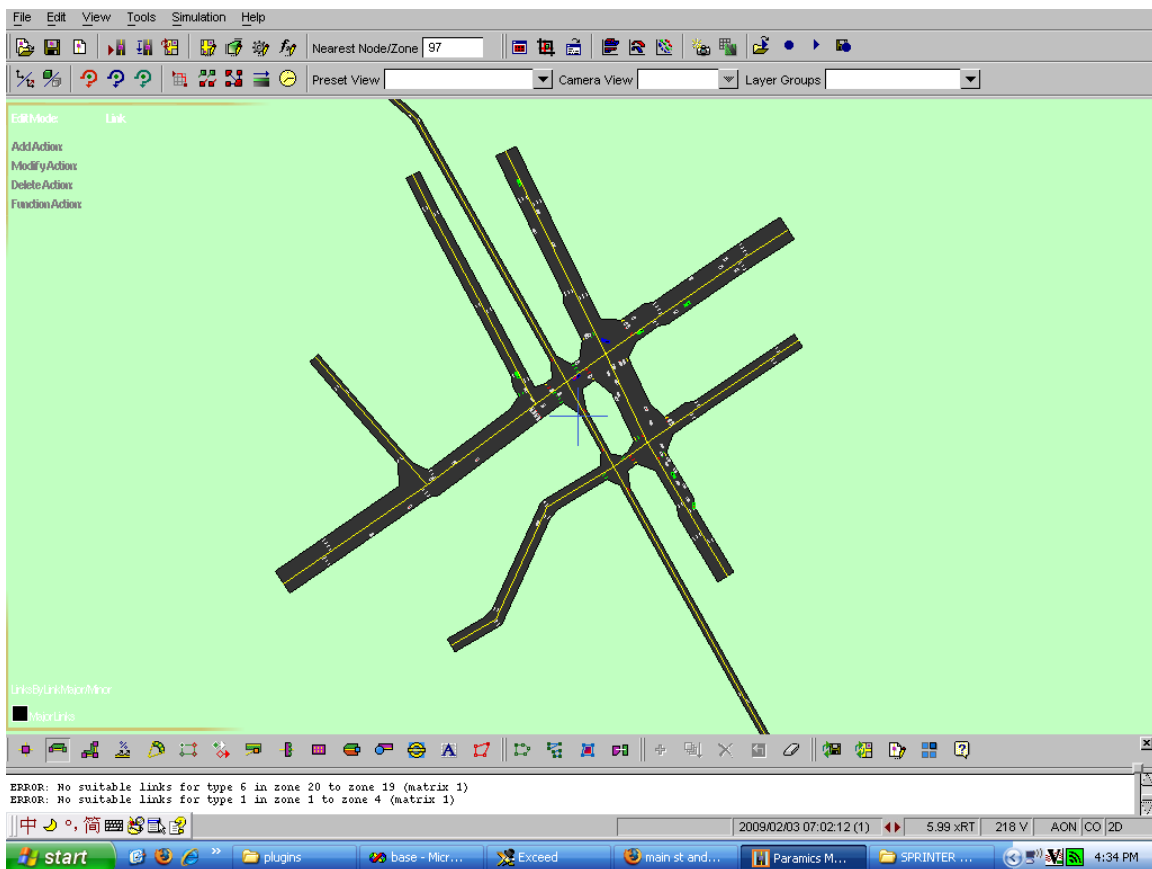 File Edit View Tools Simulation Help
Nearest Node/Zone 97
Preset View Camera View Layer Groups
Edit Mode: Link
Add Action:
Modify Action:
Delete Action:
Function Action:
Links By Link Major/Minor
Major Links
ERROR: No suitable links for type 6 in zone 20 to zone 19 (matrix 1)
ERROR: No suitable links for type 1 in zone 1 to zone 4 (matrix 1)
中 简
2009/02/03 07:02:12 (1) 5.99 xRT 218 V AON CO 2D
start plugins base - Micr... Exceed main st and... Paramics M... SPRINTER ... 4:34 PM